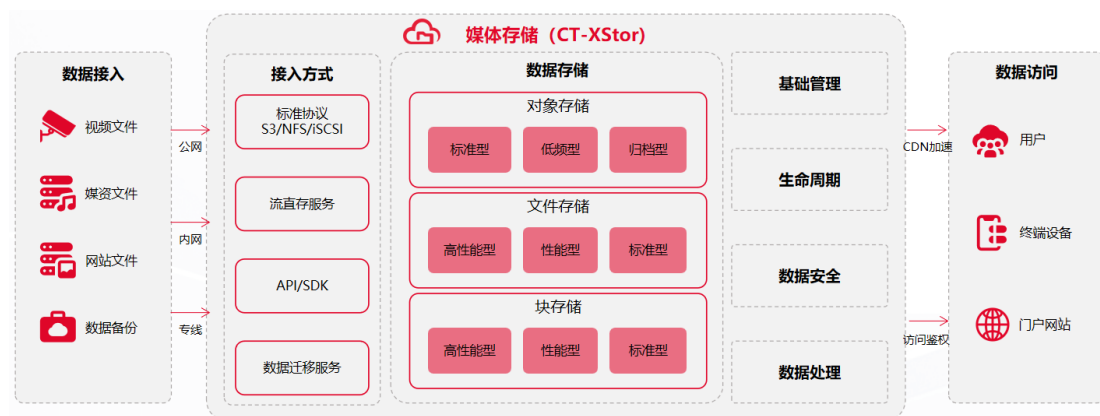 媒体存储（CT-XStor）
数据接入
视频文件
媒资文件
网站文件
数据备份
公网
内网
专线
接入方式
标准协议
S3/NFS/iSCSI
流直存服务
API/SDK
数据迁移服务
数据存储
对象存储
标准型
低频型
归档型
文件存储
高性能型
性能型
标准型
块存储
高性能型
性能型
标准型
基础管理
生命周期
数据安全
数据处理
CDN加速
访问鉴权
数据访问
用户
终端设备
门户网站